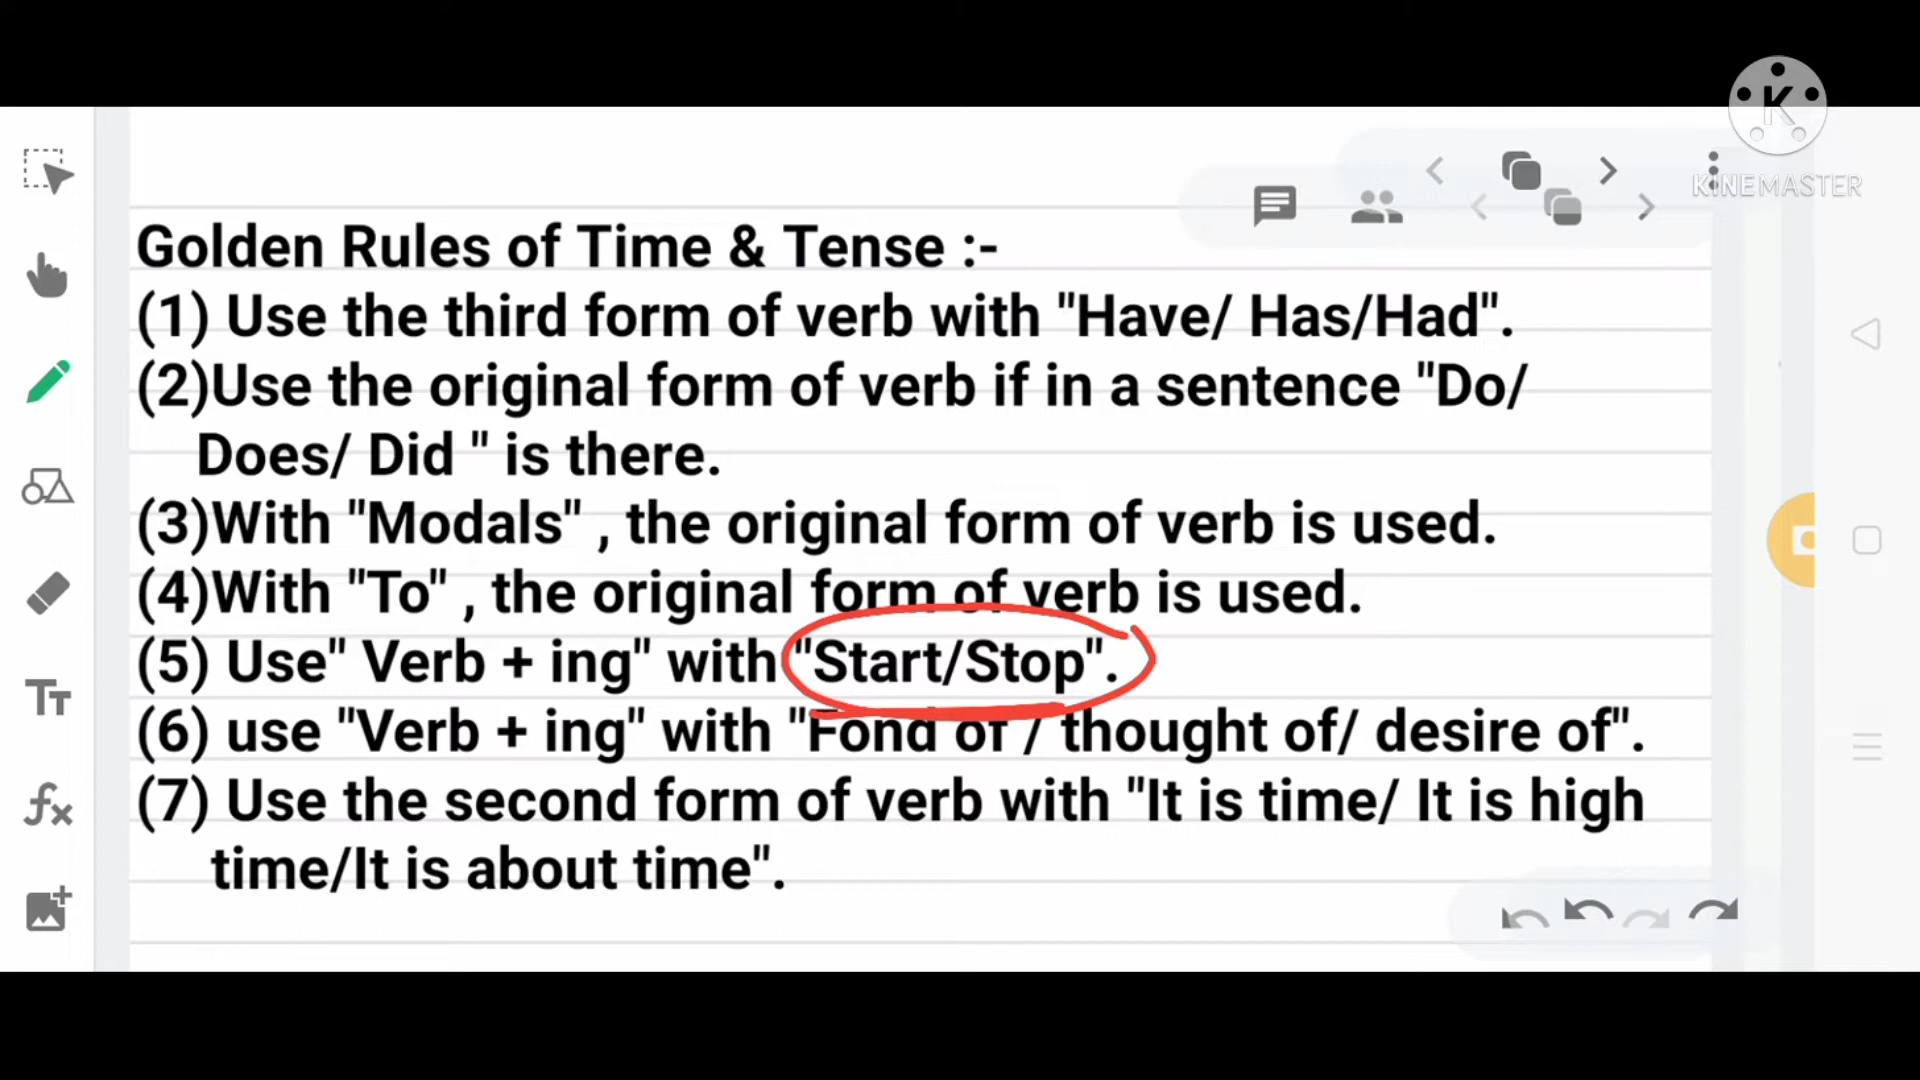 K
KINEMASTER
Golden Rules of Time & Tense :-
(1) Use the third form of verb with "Have/ Has/Had".
(2)Use the original form of verb if in a sentence "Do/
Does/ Did " is there.
(3)With "Modals" , the original form of verb is used.
(4)With "To" , the original form of verb is used.
(5) Use" Verb + ing" with "Start/Stop".
(6) use "Verb + ing" with "Fond of / thought of/ desire of".
(7) Use the second form of verb with "It is time/ It is high
time/It is about time".
Tт
fx